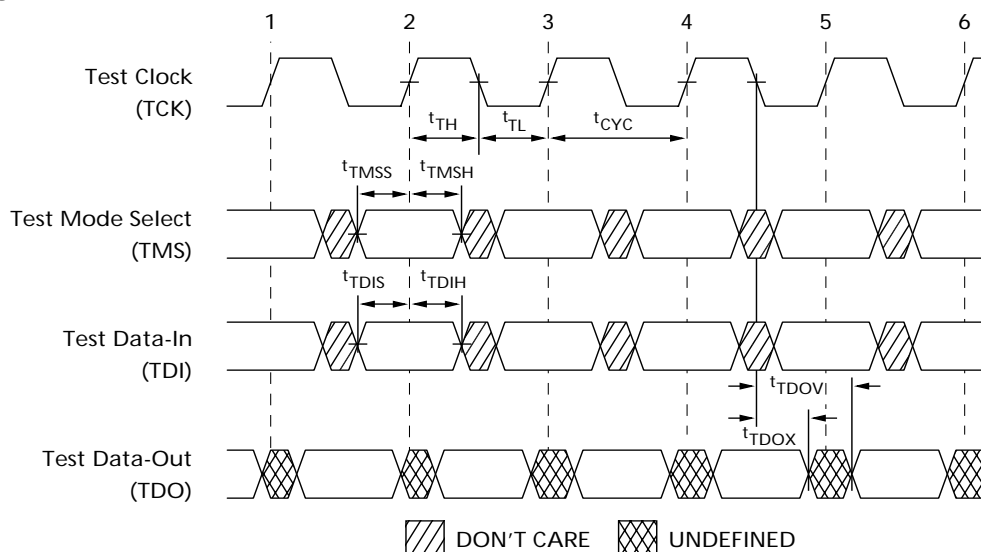 1 2 3 4 5 6
Test Clock
(TCK)
tTH tTL tCYC
tTMSS tTMSH
Test Mode Select
(TMS)
tTDIS tTDIH
Test Data-In
(TDI)
tTDOV
tTDOX
Test Data-Out
(TDO)
DON'T CARE UNDEFINED